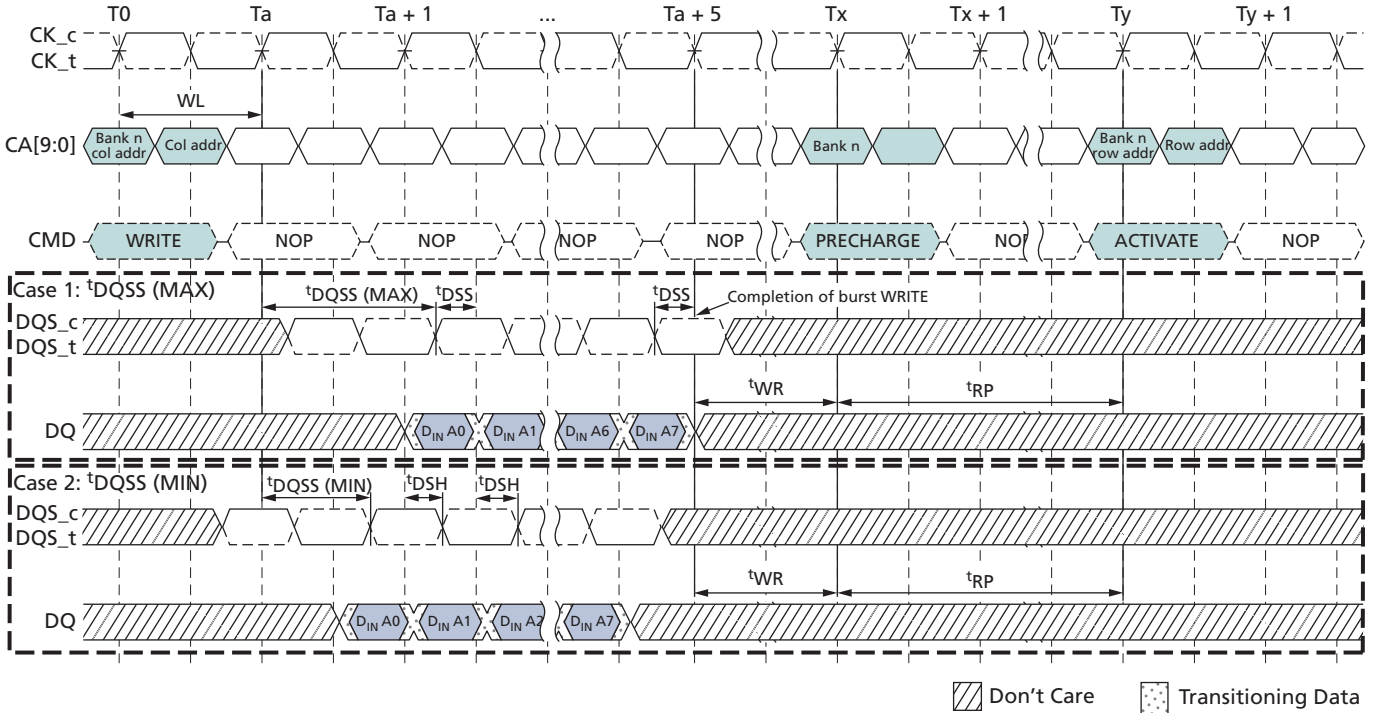 T0 Ta Ta + 1 ... Ta + 5 Tx Tx + 1 Ty Ty + 1
CK_c
CK_t
WL
CA[9:0] Bank n col addr Col addr Bank n Bank n row addr Row addr
CMD WRITE NOP NOP NOP NOP PRECHARGE NOP ACTIVATE NOP
Case 1: tDQSS (MAX)
tDQSS (MAX) tDSS tDSS Completion of burst WRITE
DQS_c
DQS_t
tWR tRP
DQ DIN A0 DIN A1 DIN A6 DIN A7
Case 2: tDQSS (MIN)
tDQSS (MIN) tDSH tDSH
DQS_c
DQS_t
tWR tRP
DQ DIN A0 DIN A1 DIN A2 DIN A7
Don't Care Transitioning Data